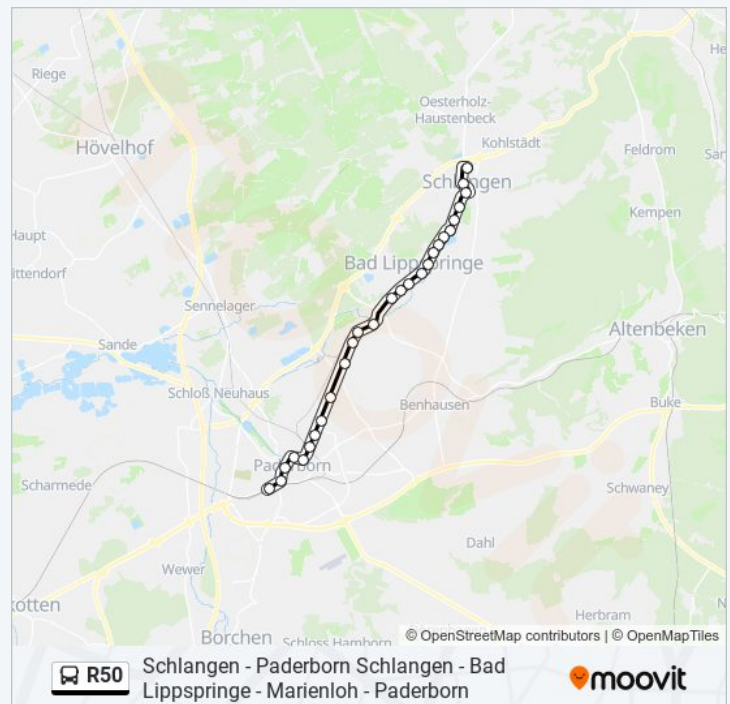 Riege
Hövelhof
Oesterholz-
Haustenbeck
Kohlstädt
Feldrom
Schlangen
Kempen
Haupt
ittendorf
Bad Lippspringe
Sennelager
Sande
Altenbeken
Schloß Neuhaus
Benhausen
Buke
Paderborn
Scharmede
Schwaney
Dahl
Wewer
kotten
Herbram
Borchen
Schloss Hamborn
© OpenStreetMap contributors | © OpenMapTiles
R50
Schlangen - Paderborn Schlangen - Bad
Lippspringe - Marienloh - Paderborn
moovit